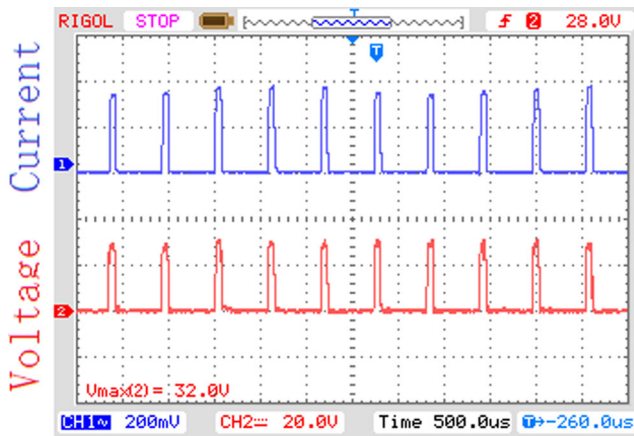 RIGOL STOP T f 2 28.0V
T
Current
1
Voltage
2
Vmax(2)= 32.0V
CH1~ 200mV CH2= 20.0V Time 500.0us T→-260.0us